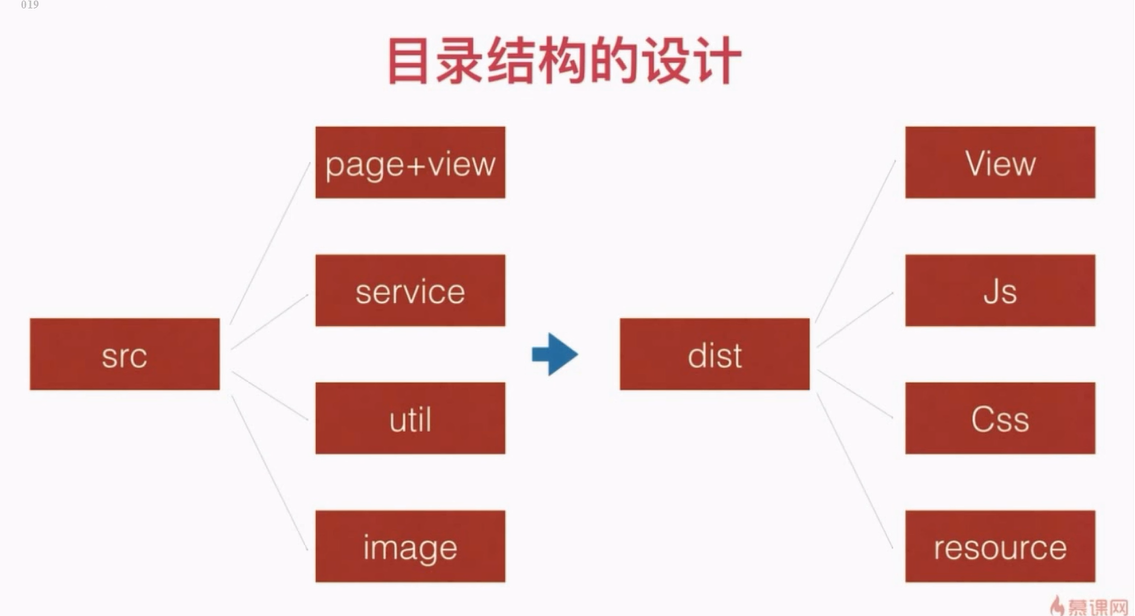 019
目录结构的设计
page+view
service
src
util
image
View
Js
dist
Css
resource
慕课网